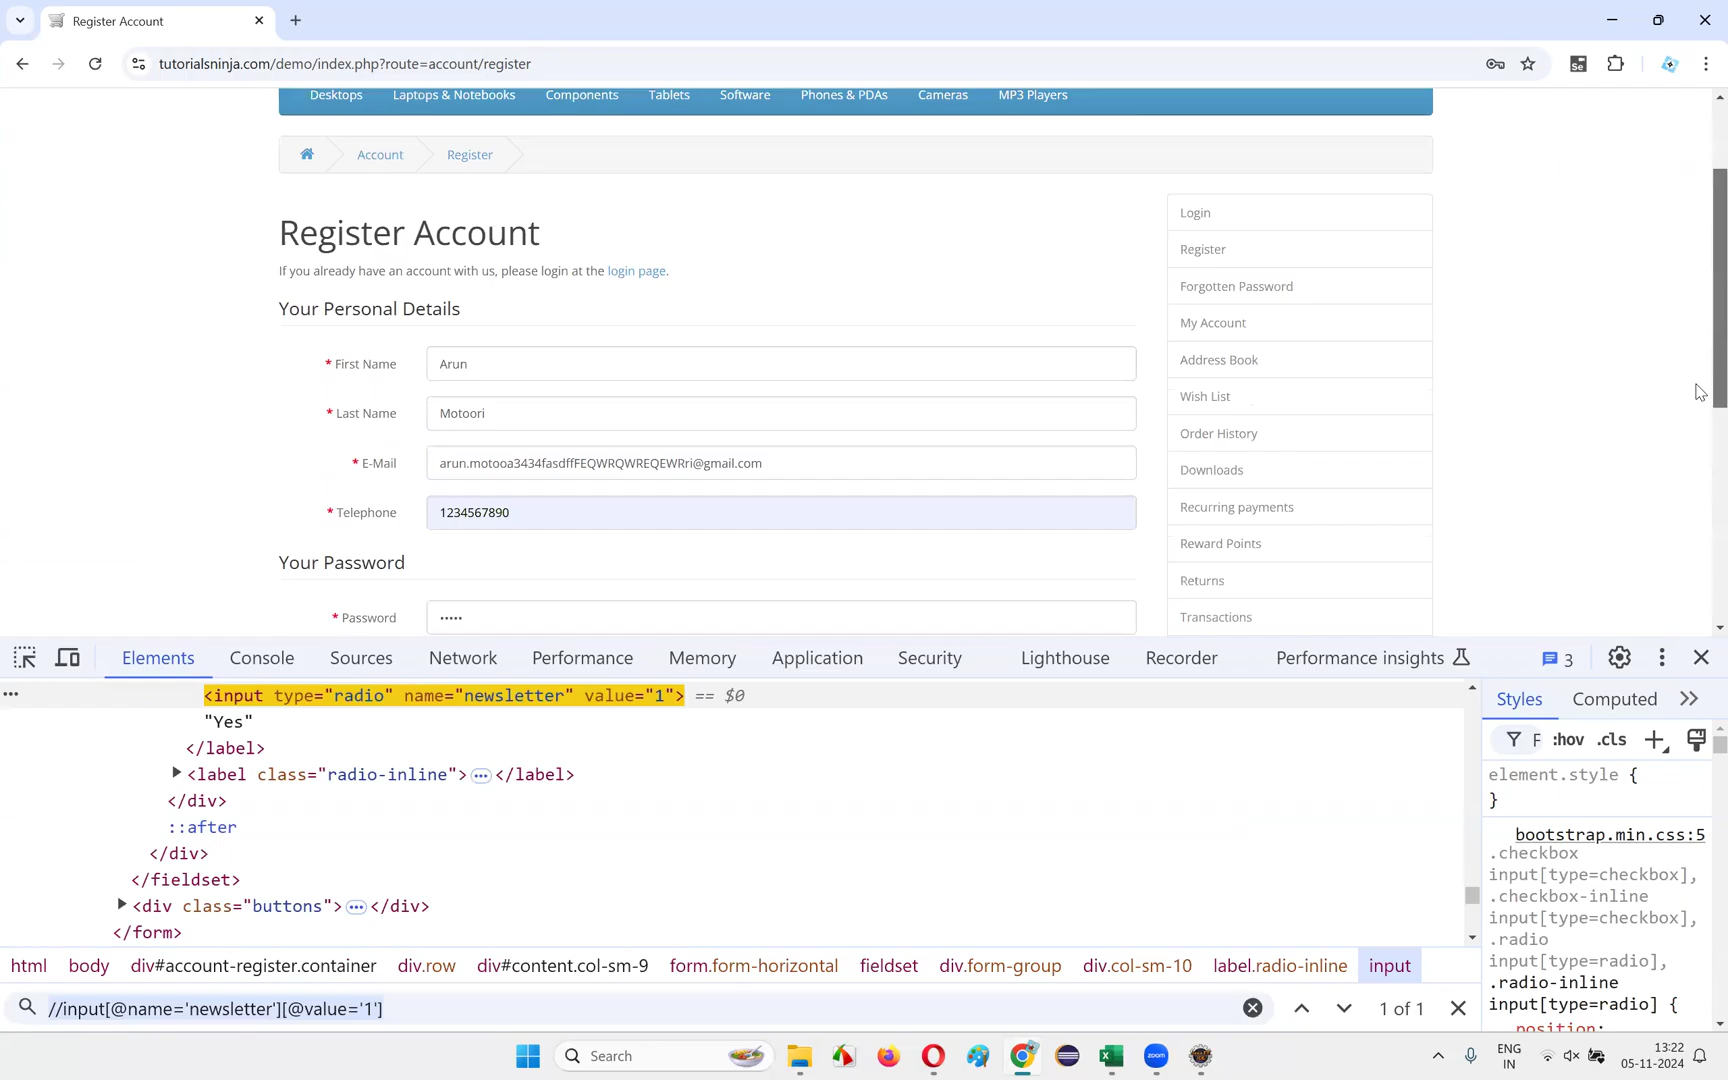 Register Account
tutorialsninja.com/demo/index.php?route=account/register
Desktops Laptops & Notebooks Components Tablets Software Phones & PDAs Cameras MP3 Players
Account Register
Register Account
If you already have an account with us, please login at the login page.
Your Personal Details
* First Name Arun
* Last Name Motoori
* E-Mail arun.motooa3434fasdffFEQWRQWREQEWRri@gmail.com
* Telephone 1234567890
Your Password
* Password •••••
Login
Register
Forgotten Password
My Account
Address Book
Wish List
Order History
Downloads
Recurring payments
Reward Points
Returns
Transactions
Elements Console Sources Network Performance Memory Application Security Lighthouse Recorder Performance insights 3
<input type="radio" name="newsletter" value="1"> == $0
"Yes"
</label>
<label class="radio-inline">…</label>
</div>
::after
</div>
</fieldset>
<div class="buttons">…</div>
</form>
Styles Computed
F :hov .cls
element.style {
}
bootstrap.min.css:5
.checkbox
input[type=checkbox],
.checkbox-inline
input[type=checkbox],
.radio
input[type=radio],
.radio-inline
input[type=radio] {
position:
html body div#account-register.container div.row div#content.col-sm-9 form.form-horizontal fieldset div.form-group div.col-sm-10 label.radio-inline input
//input[@name='newsletter'][@value='1'] 1 of 1
Search
zoom
ENG
IN
13:22
05-11-2024